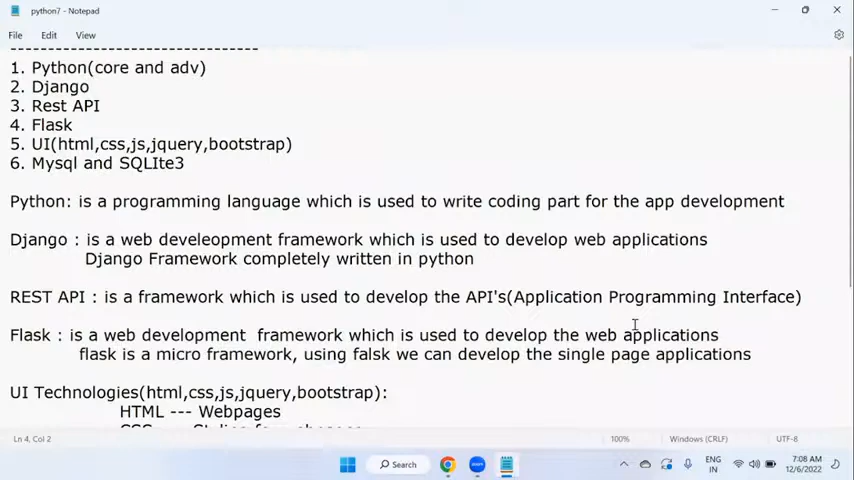 python7 - Notepad
File Edit View
---------------------------------
1. Python(core and adv)
2. Django
3. Rest API
4. Flask
5. UI(html,css,js,jquery,bootstrap)
6. Mysql and SQLIte3
Python: is a programming language which is used to write coding part for the app development
Django : is a web develeopment framework which is used to develop web applications
Django Framework completely written in python
REST API : is a framework which is used to develop the API's(Application Programming Interface)
Flask : is a web development  framework which is used to develop the web applications
flask is a micro framework, using falsk we can develop the single page applications
UI Technologies(html,css,js,jquery,bootstrap):
HTML --- Webpages
Ln 4, Col 2 100% Windows (CRLF) UTF-8
Search zoom ENG IN 7:08 AM 12/6/2022